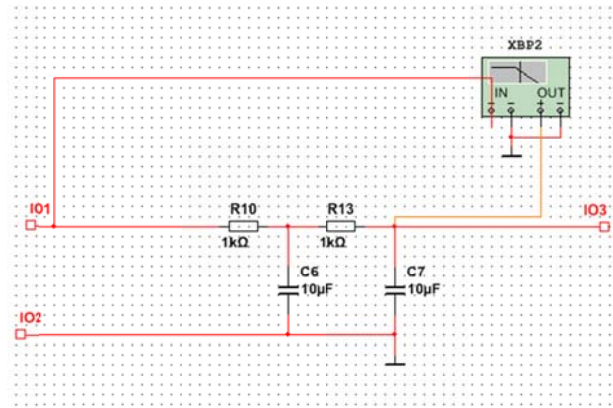 XBP2
IN OUT
IO1
R10
R13
IO3
1kΩ
1kΩ
C6
C7
10µF
10µF
IO2